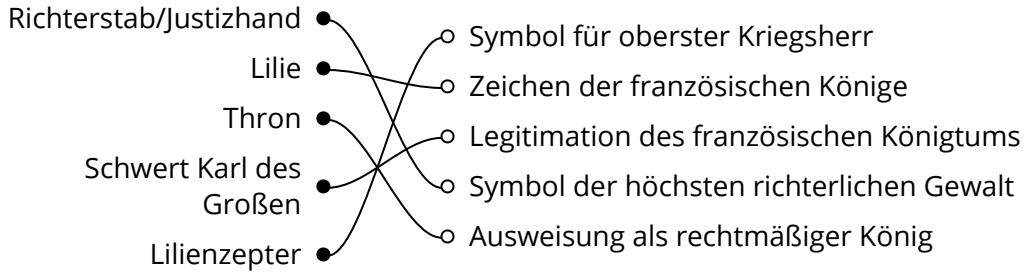 Richterstab/Justizhand
Lilie
Thron
Schwert Karl des
Großen
Lilienzepter
Symbol für oberster Kriegsherr
Zeichen der französischen Könige
Legitimation des französischen Königtums
Symbol der höchsten richterlichen Gewalt
Ausweisung als rechtmäßiger König